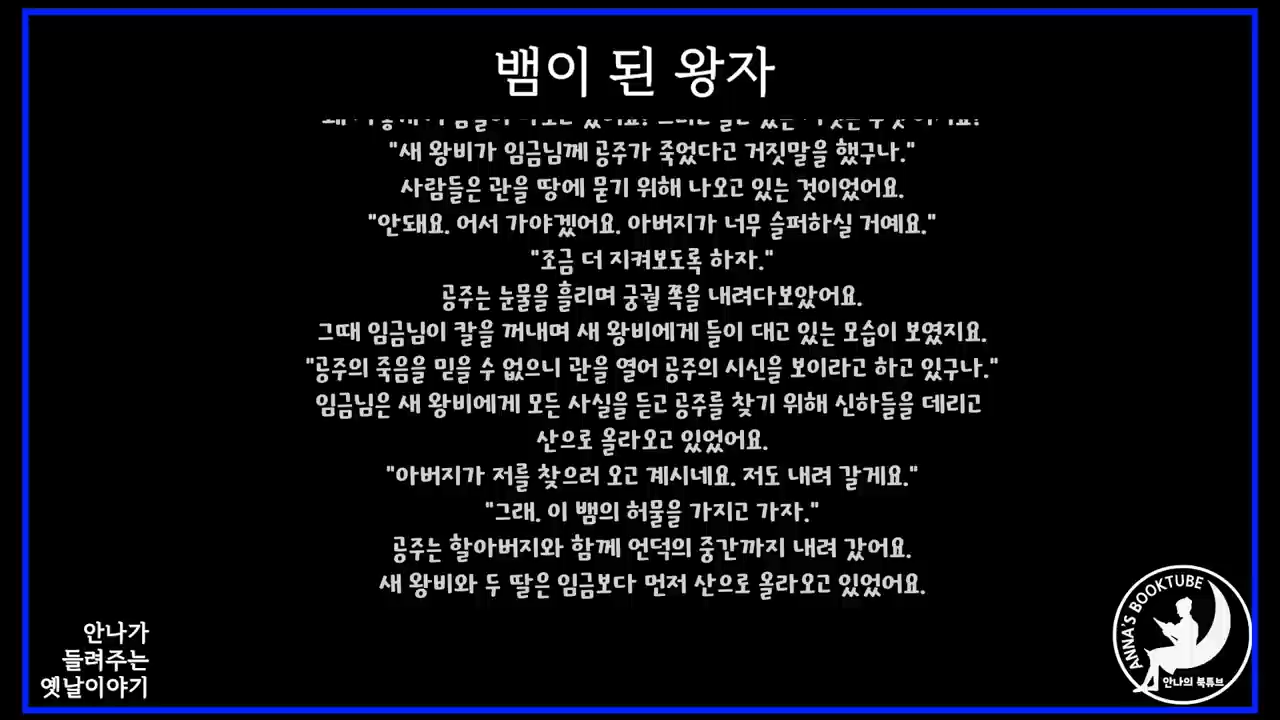 뱀이 된 왕자
"새 왕비가 임금님께 공주가 죽었다고 거짓말을 했구나."
사람들은 관을 땅에 묻기 위해 나오고 있는 것이었어요.
"안돼요. 어서 가야겠어요. 아버지가 너무 슬퍼하실 거예요."
"조금 더 지켜보도록 하자."
공주는 눈물을 흘리며 궁궐 쪽을 내려다보았어요.
그때 임금님이 칼을 꺼내며 새 왕비에게 들이 대고 있는 모습이 보였지요.
"공주의 죽음을 믿을 수 없으니 관을 열어 공주의 시신을 보이라고 하고 있구나."
임금님은 새 왕비에게 모든 사실을 듣고 공주를 찾기 위해 신하들을 데리고
산으로 올라오고 있었어요.
"아버지가 저를 찾으러 오고 계시네요. 저도 내려 갈게요."
"그래. 이 뱀의 허물을 가지고 가자."
공주는 할아버지와 함께 언덕의 중간까지 내려 갔어요.
새 왕비와 두 딸은 임금보다 먼저 산으로 올라오고 있었어요.
안나가
들려주는
옛날이야기
ANNA'S BOOKTUBE
안나의 북튜브